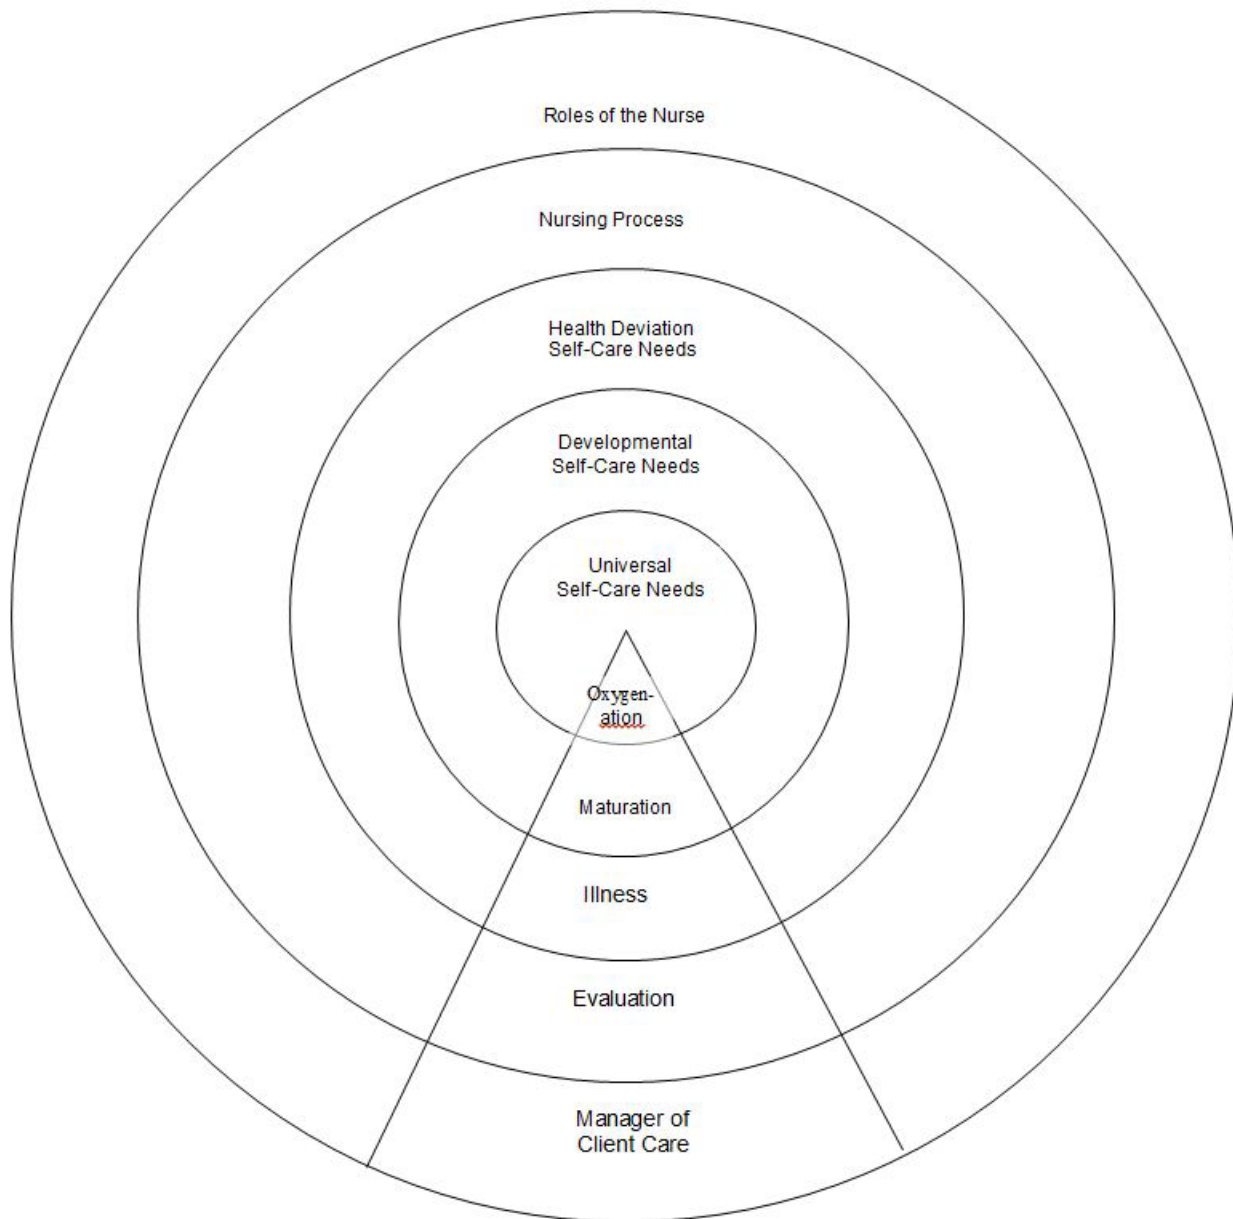 Roles of the Nurse
Nursing Process
Health Deviation
Self-Care Needs
Developmental
Self-Care Needs
Universal
Self-Care Needs
Oxygen-
ation
Maturation
Illness
Evaluation
Manager of
Client Care